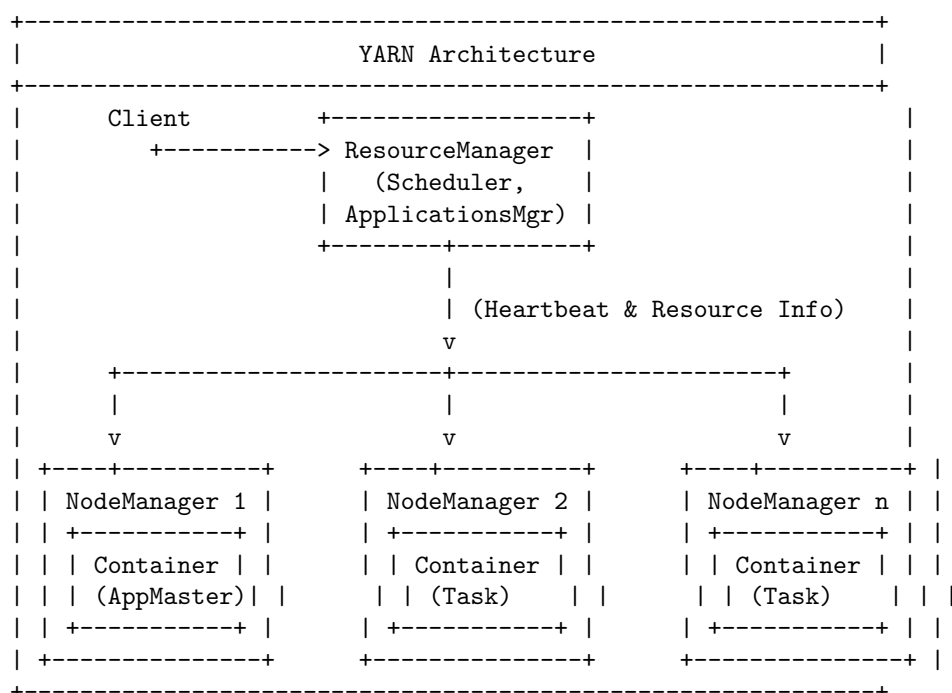 +--------------------------------------------------------------+
|                        YARN Architecture                     |
+--------------------------------------------------------------+
|      Client         +------------------+                       |
|         +-----------> ResourceManager  |                       |
|                     |   (Scheduler,    |                       |
|                     | ApplicationsMgr) |                       |
|                     +--------+---------+                       |
|                              |                                 |
|                              | (Heartbeat & Resource Info)     |
|                              v                                 |
|      +-----------------------+-----------------------+         |
|      |                       |                       |         |
|      v                       v                       v         |
| +----+-----------+      +----+-----------+      +----+-----------+ |
| | NodeManager 1 |      | NodeManager 2 |      | NodeManager n | |
| | +-----------+ |      | +-----------+ |      | +-----------+ | |
| | | Container | |      | | Container | |      | | Container | | |
| | | (AppMaster)| |      | | (Task)    | |      | | (Task)    | | |
| | +-----------+ |      | +-----------+ |      | +-----------+ | |
| +---------------+      +---------------+      +---------------+ |
+--------------------------------------------------------------+